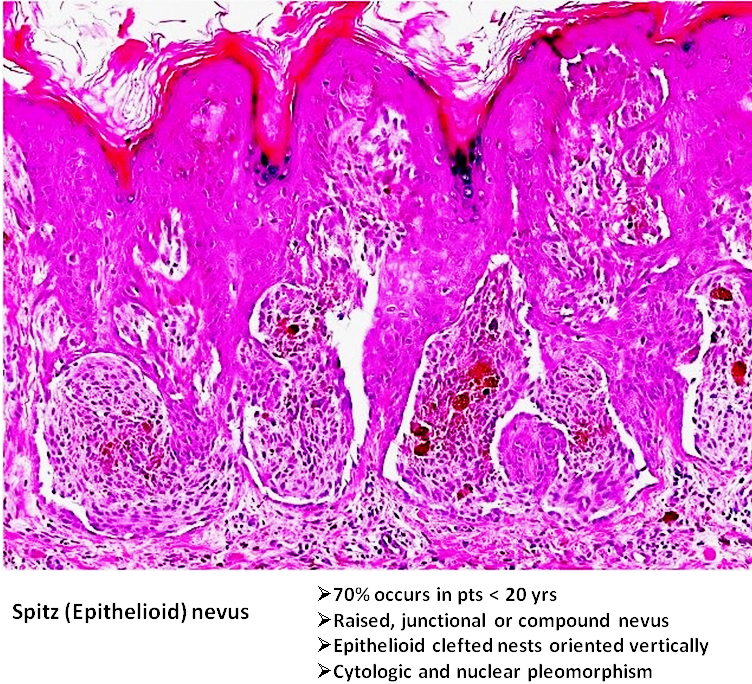 Spitz (Epithelioid) nevus
➢70% occurs in pts < 20 yrs
➢Raised, junctional or compound nevus
➢Epithelioid clefted nests oriented vertically
➢Cytologic and nuclear pleomorphism